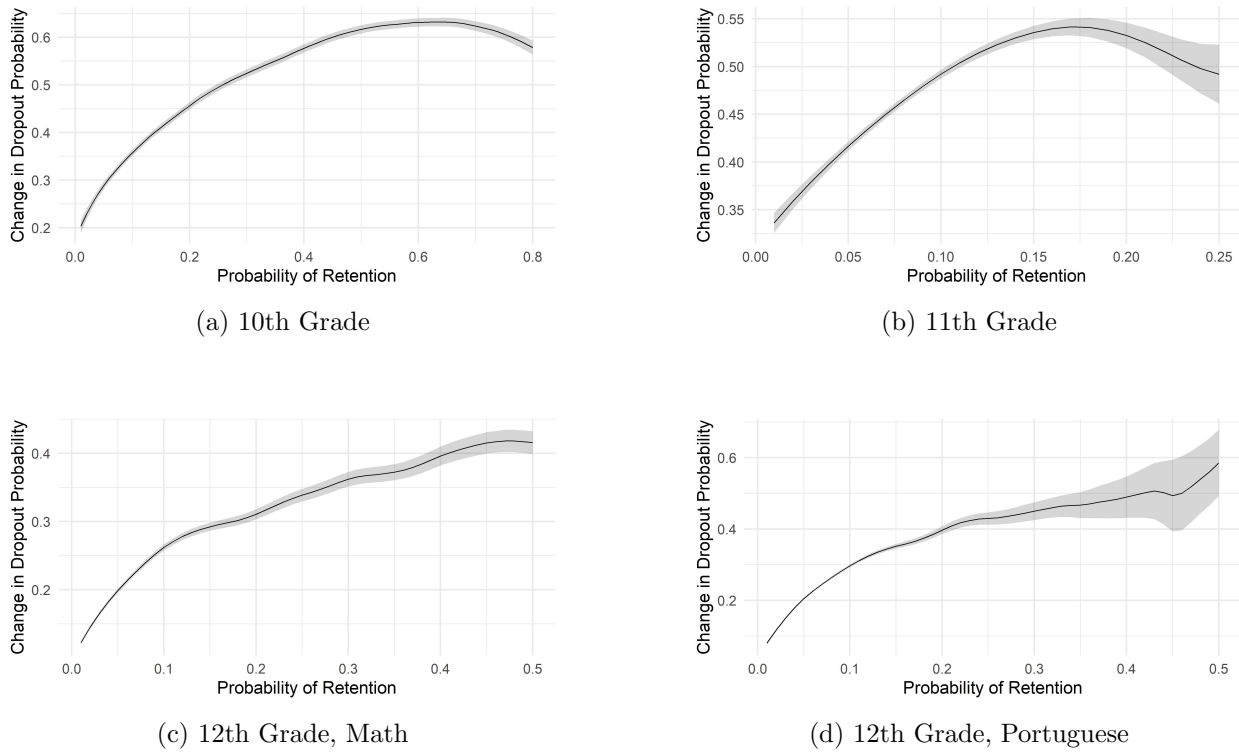 Change in Dropout Probability
0.6
0.5
0.4
0.3
0.2
0.0 0.2 0.4 0.6 0.8
Probability of Retention
(a) 10th Grade
Change in Dropout Probability
0.55
0.50
0.45
0.40
0.35
0.00 0.05 0.10 0.15 0.20 0.25
Probability of Retention
(b) 11th Grade
Change in Dropout Probability
0.4
0.3
0.2
0.0 0.1 0.2 0.3 0.4 0.5
Probability of Retention
(c) 12th Grade, Math
Change in Dropout Probability
0.6
0.4
0.2
0.0 0.1 0.2 0.3 0.4 0.5
Probability of Retention
(d) 12th Grade, Portuguese